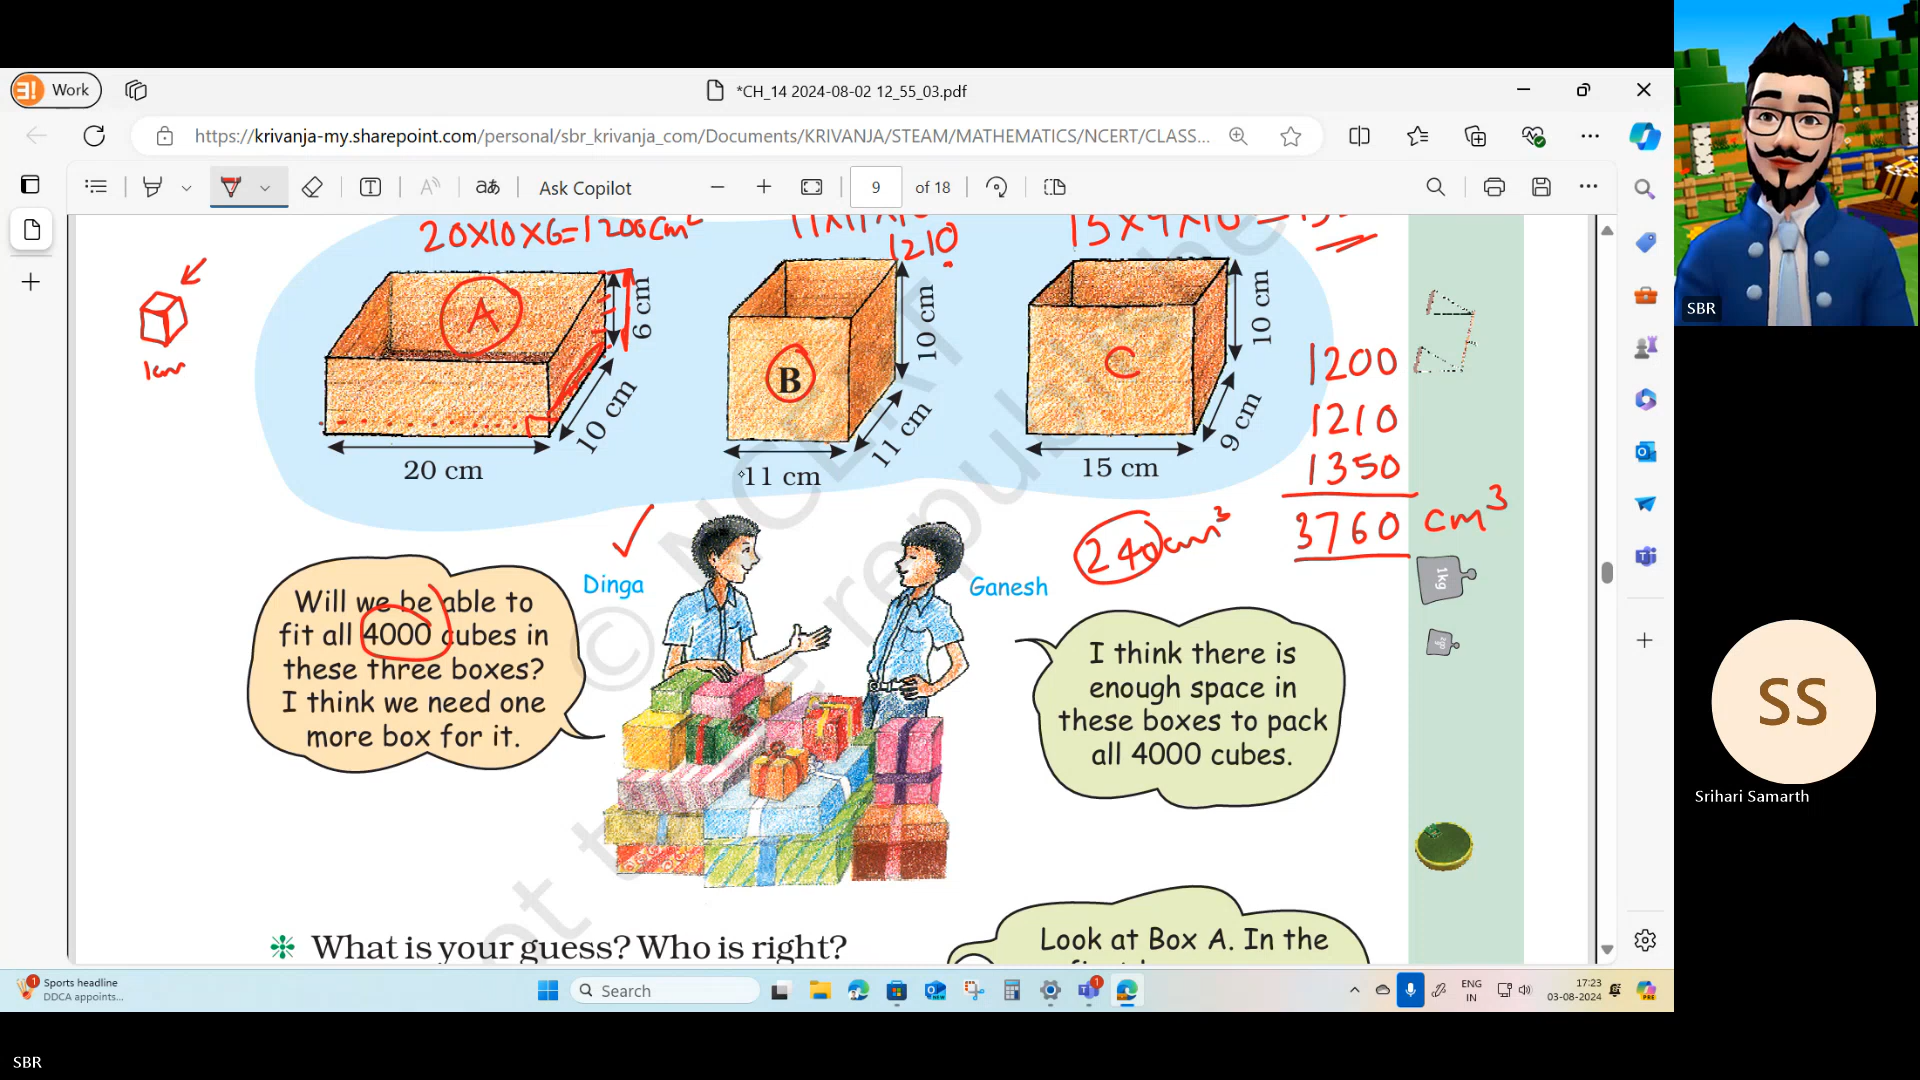 Work
*CH_14 2024-08-02 12_55_03.pdf
https://krivanja-my.sharepoint.com/personal/sbr_krivanja_com/Documents/KRIVANJA/STEAM/MATHEMATICS/NCERT/CLASS...
Ask Copilot
9 of 18
20X10X6=1200cm²
11X11X10
1210
15X9X10 =
1cm
A
B
C
6 cm
10 cm
20 cm
10 cm
11 cm
11 cm
10 cm
9 cm
15 cm
1200
1210
1350
3760 cm³
240cm³
Dinga
Ganesh
Will we be able to
fit all 4000 cubes in
these three boxes?
I think we need one
more box for it.
I think there is
enough space in
these boxes to pack
all 4000 cubes.
1kg
© NCERT
What is your guess? Who is right?
Look at Box A. In the
SBR
SS
Srihari Samarth
Sports headline
DDCA appoints...
Search
ENG
IN
17:23
03-08-2024
SBR